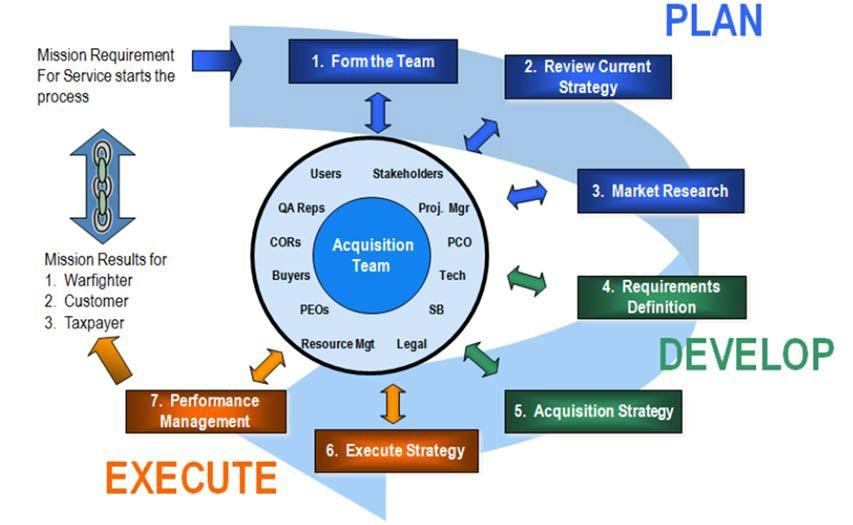 PLAN
Mission Requirement
For Service starts the
process
1. Form the Team
2. Review Current
Strategy
3. Market Research
4. Requirements
Definition
DEVELOP
5. Acquisition Strategy
6. Execute Strategy
7. Performance
Management
EXECUTE
Mission Results for
1. Warfighter
2. Customer
3. Taxpayer
Users
Stakeholders
QA Reps
Proj. Mgr
CORs
PCO
Buyers
Tech
PEOs
SB
Resource Mgt
Legal
Acquisition
Team